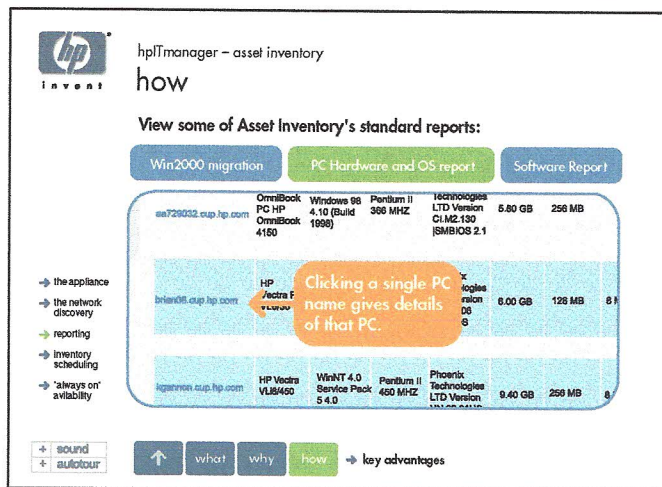 hp
invent
hpITmanager – asset inventory
how
View some of Asset Inventory's standard reports:
Win2000 migration
PC Hardware and OS report
Software Report
aa729032.cup.hp.com
OmniBook
PC HP
OmniBook
4150
Windows 98
4.10 (Build
1998)
Pentium II
366 MHZ
Technologies
LTD Version
CI.M2.130
|SMBIOS 2.1
5.80 GB
256 MB
brian06.cup.hp.com
HP
Vectra
Clicking a single PC
name gives details
of that PC.
6.00 GB
128 MB
8
kgannon.cup.hp.com
HP Vectra
VLI8/450
WinNT 4.0
Service Pack
5 4.0
Pentium II
450 MHZ
Phoenix
Technologies
LTD Version
9.40 GB
256 MB
8
the appliance
the network
discovery
reporting
inventory
scheduling
'always on'
avitability
+ sound
+ autotour
what
why
how
key advantages